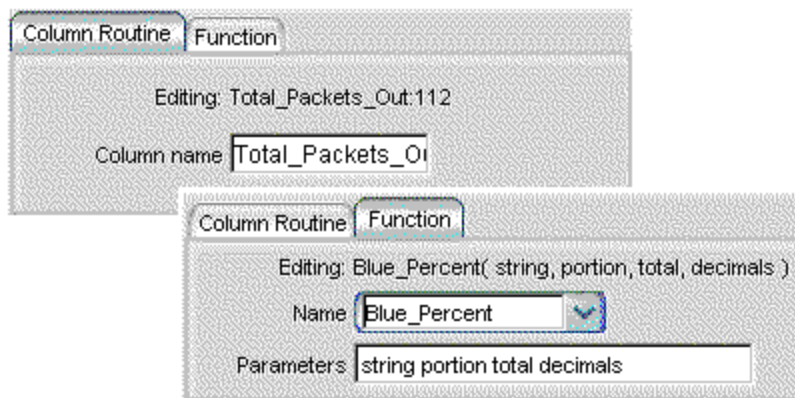 Column Routine Function
Editing: Total_Packets_Out:112
Column name Total_Packets_O
Column Routine Function
Editing: Blue_Percent( string, portion, total, decimals )
Name Blue_Percent
Parameters string portion total decimals